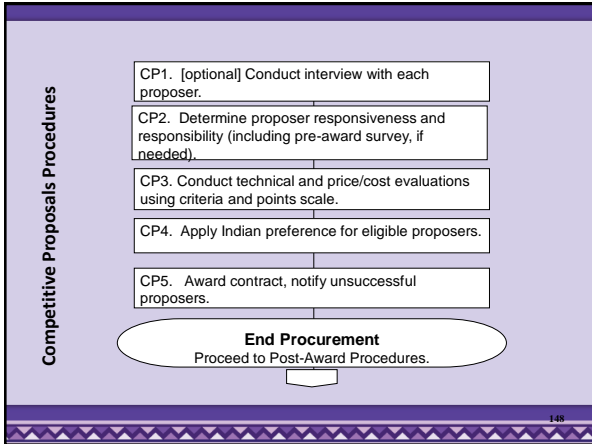 Competitive Proposals Procedures
CP1. [optional] Conduct interview with each
proposer.
CP2. Determine proposer responsiveness and
responsibility (including pre-award survey, if
needed).
CP3. Conduct technical and price/cost evaluations
using criteria and points scale.
CP4. Apply Indian preference for eligible proposers.
CP5. Award contract, notify unsuccessful
proposers.
End Procurement
Proceed to Post-Award Procedures.
148